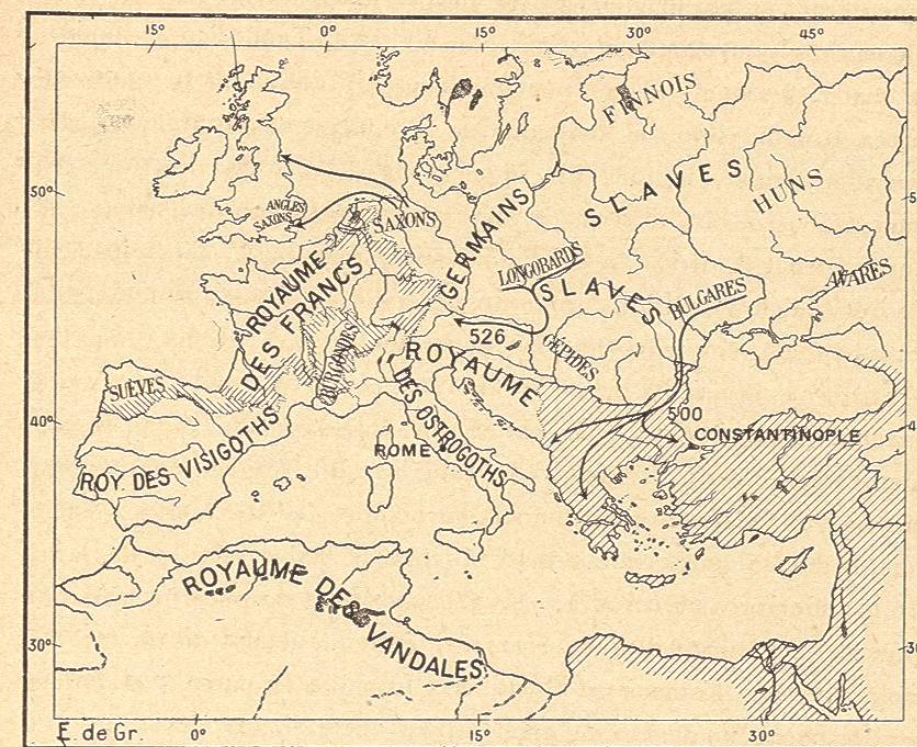 15° 0° 15° 30° 45°
FINNOIS
SLAVES
HUNS
50°
ANGLES
SAXONS
SAXONS
GERMAINS
LONGOBARDS
SLAVES
BULGARES
AVARES
ROYAUME
DES FRANCS
526
GÉPIDES
BURGONDES
ROYAUME
DES OSTROGOTHS
SUÈVES
40°
500
CONSTANTINOPLE
ROME
ROY. DES VISIGOTHS
ROYAUME DES VANDALES
30°
E. de Gr. 0° 15° 30°